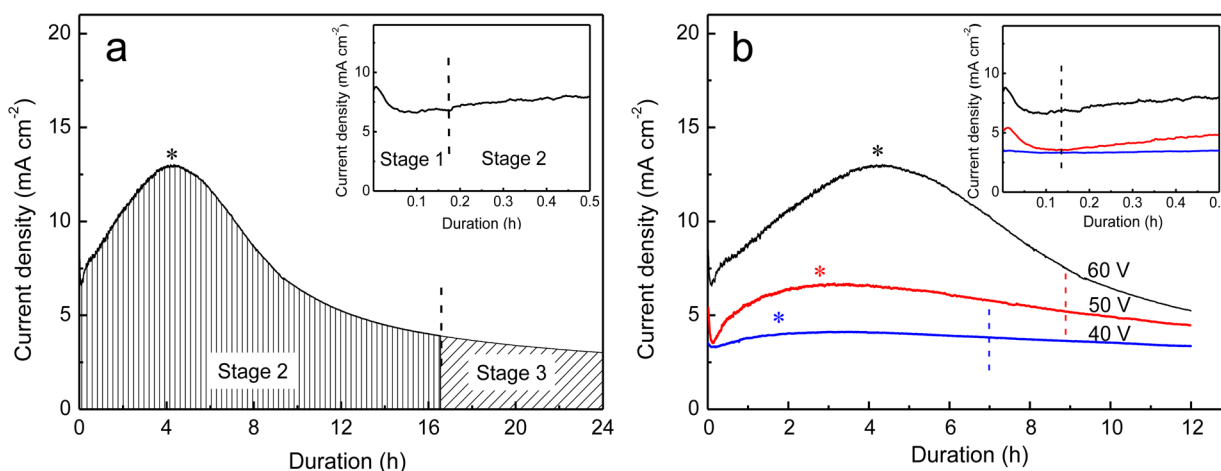 a
Current density (mA cm⁻²)
20
15
10
5
0
0
4
8
12
16
20
24
Duration (h)
*
Stage 2
Stage 3
Current density (mA cm⁻²)
10
5
0
0.1
0.2
0.3
0.4
0.5
Duration (h)
Stage 1
Stage 2
b
Current density (mA cm⁻²)
20
15
10
5
0
0
2
4
6
8
10
12
Duration (h)
*
*
*
60 V
50 V
40 V
Current density (mA cm⁻²)
10
5
0
0.1
0.2
0.3
0.4
Duration (h)